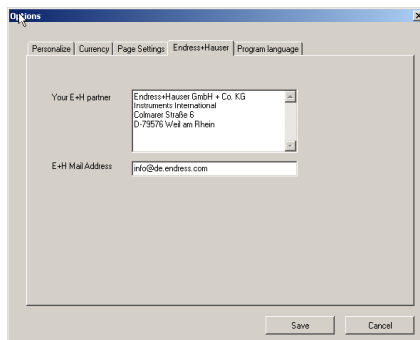 Options
Personalize
Currency
Page Settings
Endress+Hauser
Program language
Your E+H partner
Endress+Hauser GmbH + Co. KG
Instruments International
Colmarer Straße 6
D-79576 Weil am Rhein
E+H Mail Address
info@de.endress.com
Save
Cancel